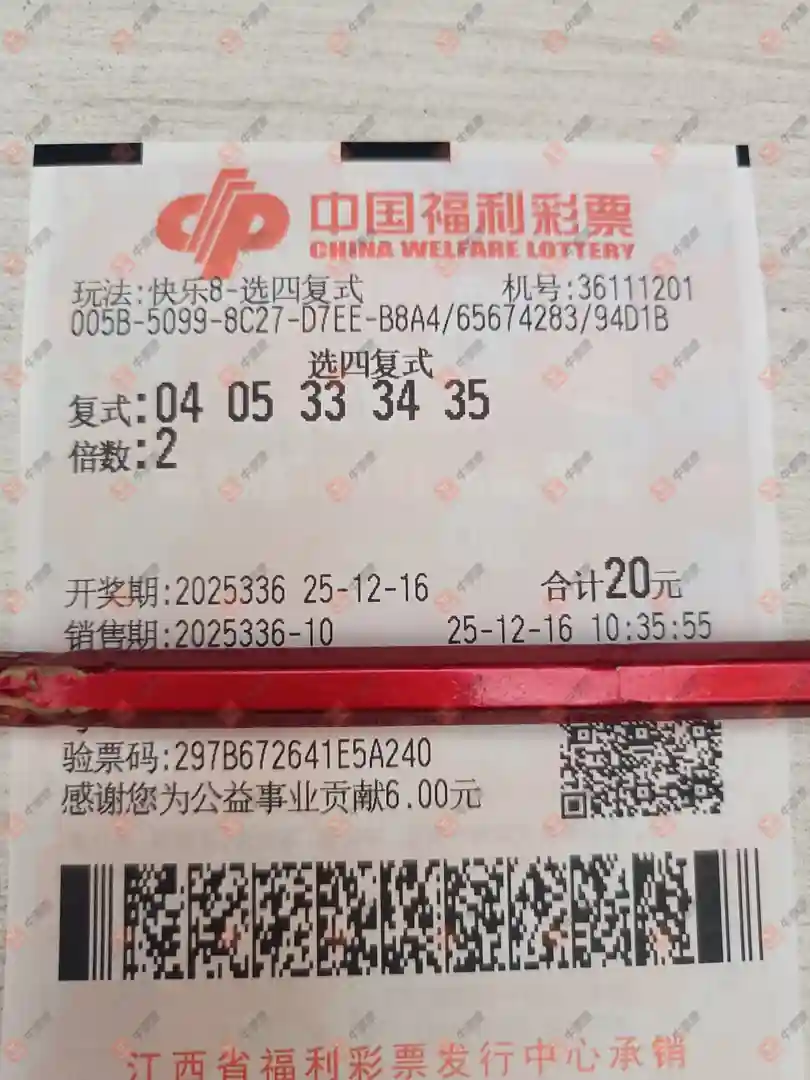 中国福利彩票
CHINA WELFARE LOTTERY
玩法:快乐8-选四复式 机号:36111201
005B-5099-8C27-D7EE-B8A4/65674283/94D1B
选四复式
复式:04 05 33 34 35
倍数:2
开奖期:2025336 25-12-16 合计20元
销售期:2025336-10 25-12-16 10:35:55
验票码:297B672641E5A240
感谢您为公益事业贡献6.00元
江西省福利彩票发行中心承销